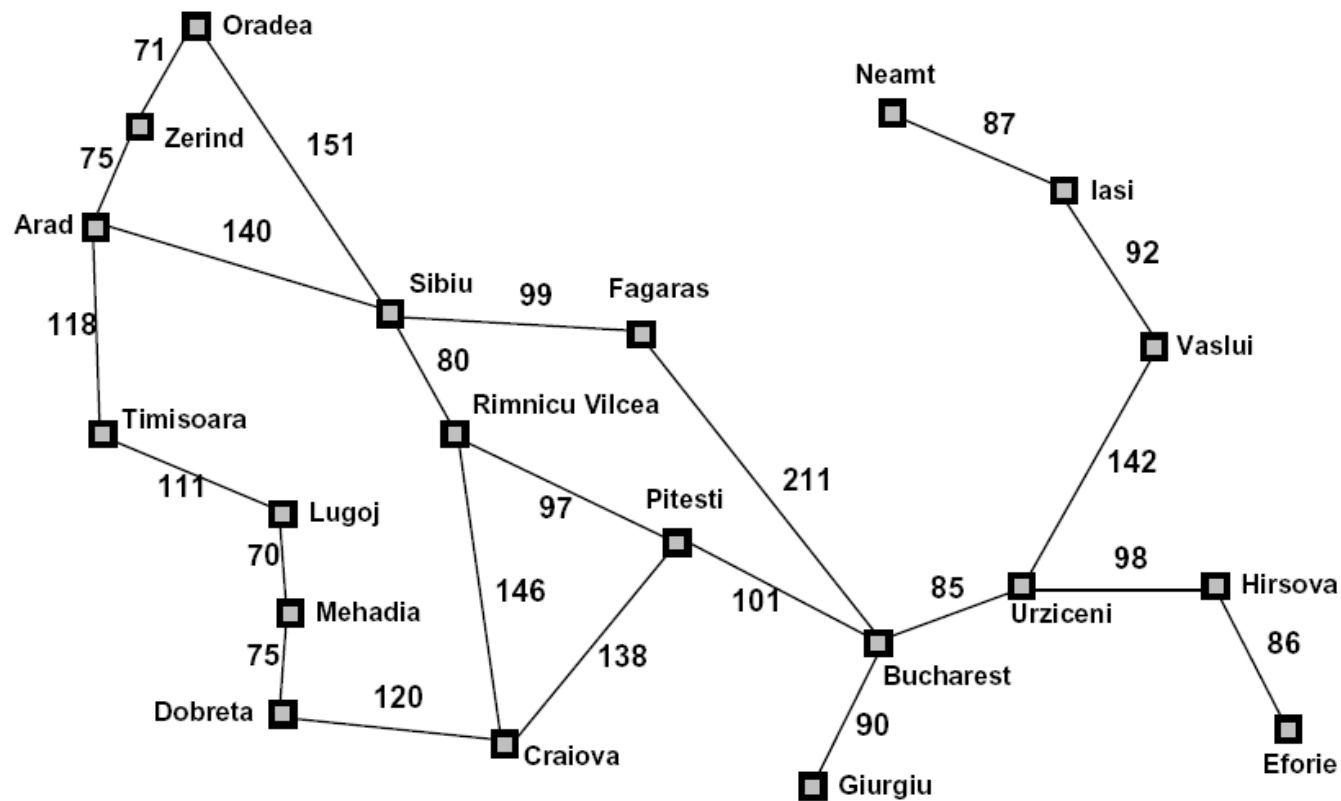 Oradea
71
Neamt
87
Zerind
151
75
Iasi
Arad
140
92
Sibiu
99
Fagaras
118
Vaslui
80
Timisoara
Rimnicu Vilcea
142
211
111
Lugoj
97
Pitesti
70
98
Hirsova
146
101
85
Mehadia
Urziceni
86
75
138
Bucharest
120
Dobreta
90
Craiova
Eforie
Giurgiu